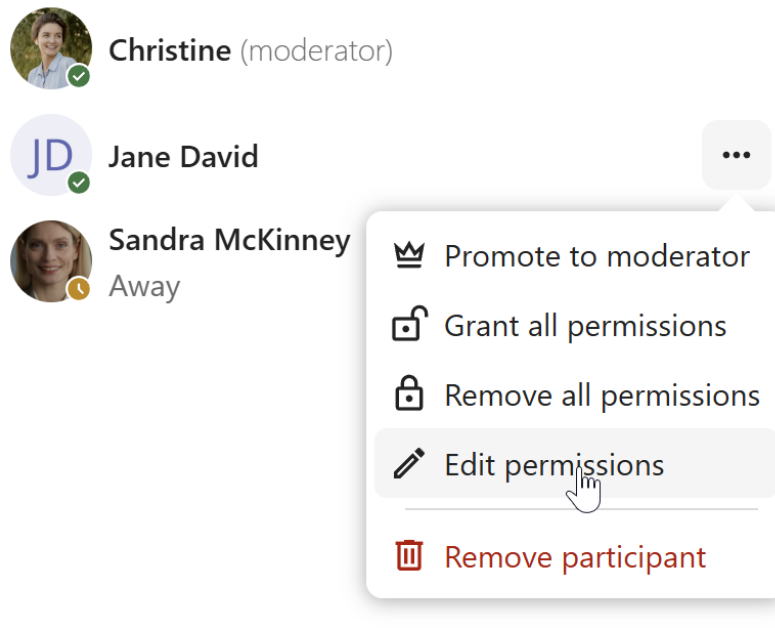 Christine (moderator)
JD
Jane David
Sandra McKinney
Away
Promote to moderator
Grant all permissions
Remove all permissions
Edit permissions
Remove participant